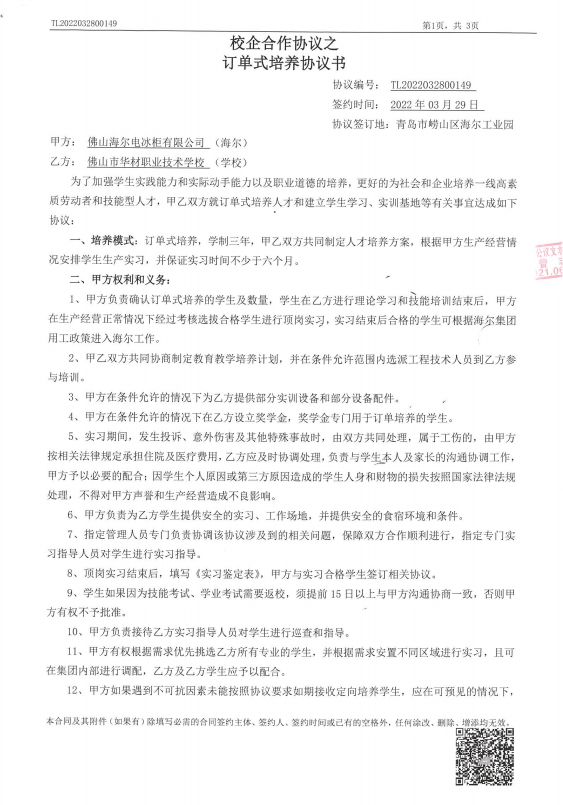 TL2022032800149 第1页，共 3页
校企合作协议之
订单式培养协议书
协议编号： TL2022032800149
签约时间： 2022 年 03 月 29 日
协议签订地：青岛市崂山区海尔工业园
甲方： 佛山海尔电冰柜有限公司 （海尔）
乙方： 佛山市华材职业技术学校 （学校）
为了加强学生实践能力和实际动手能力以及职业道德的培养，更好的为社会和企业培养一线高素
质劳动者和技能型人才，甲乙双方就订单式培养人才和建立学生学习、实训基地等有关事宜达成如下
协议：
一、培养模式：订单式培养，学制三年，甲乙双方共同制定人才培养方案，根据甲方生产经营情
况安排学生生产实习，并保证实习时间不少于六个月。
二、甲方权利和义务：
1、甲方负责确认订单式培养的学生及数量，学生在乙方进行理论学习和技能培训结束后，甲方
在生产经营正常情况下经过考核选拔合格学生进行顶岗实习，实习结束后合格的学生可根据海尔集团
用工政策进入海尔工作。
2、甲乙双方共同协商制定教育教学培养计划，并在条件允许范围内选派工程技术人员到乙方参
与培训。
3、甲方在条件允许的情况下为乙方提供部分实训设备和部分设备配件。
4、甲方在条件允许的情况下在乙方设立奖学金，奖学金专门用于订单培养的学生。
5、实习期间，发生投诉、意外伤害及其他特殊事故时，由双方共同处理，属于工伤的，由甲方
按相关法律规定承担住院及医疗费用，乙方应及时协调处理，负责与学生本人及家长的沟通协调工作，
甲方予以必要的配合；因学生个人原因或第三方原因造成的学生人身和财物的损失按照国家法律法规
处理，不得对甲方声誉和生产经营造成不良影响。
6、甲方负责为乙方学生提供安全的实习、工作场地，并提供安全的食宿环境和条件。
7、指定管理人员专门负责协调该协议涉及到的相关问题，保障双方合作顺利进行，指定专门实
习指导人员对学生进行实习指导。
8、顶岗实习结束后，填写《实习鉴定表》，甲方与实习合格学生签订相关协议。
9、学生如果因为技能考试、学业考试需要返校，须提前 15 日以上与甲方沟通协商一致，否则甲
方有权不予批准。
10、甲方负责接待乙方实习指导人员对学生进行巡查和指导。
11、甲方有权根据需求优先挑选乙方所有专业的学生，并根据需求安置不同区域进行实习，且可
在集团内部进行调配，乙方及乙方学生应予以配合。
12、甲方如果遇到不可抗因素未能按照协议要求如期接收定向培养学生，应在可预见的情况下，
本合同及其附件（如果有）除填写必需的合同签约主体、签约人、签约时间或已有的空格外，任何涂改、删除、增添均无效。